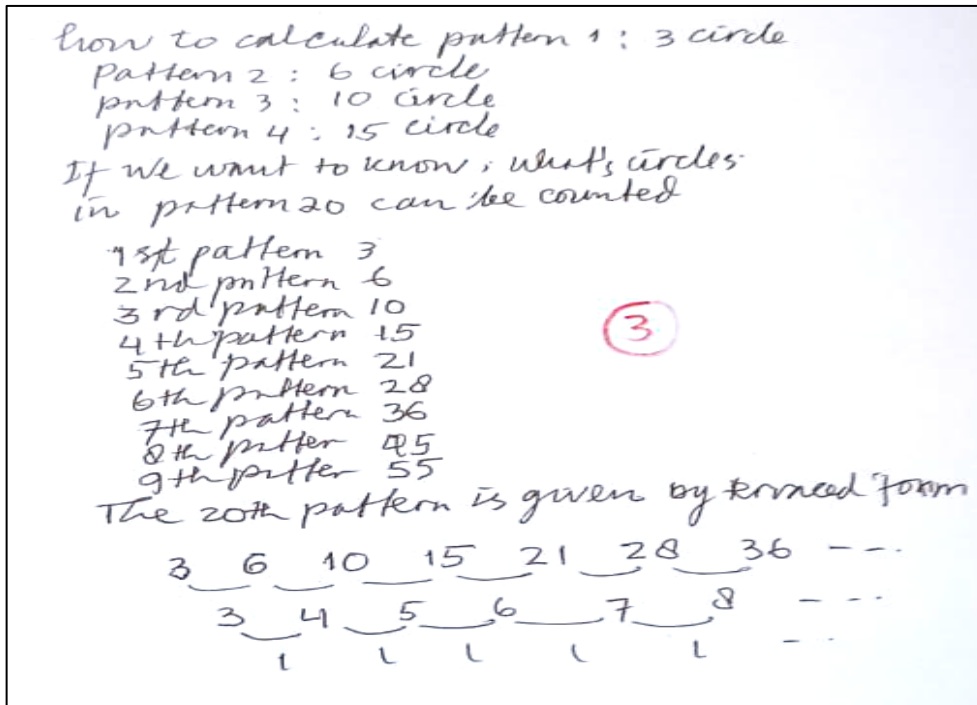 how to calculate pattern 1 : 3 circle
pattern 2 : 6 circle
pattern 3 : 10 circle
pattern 4 : 15 circle
If we want to know, what's circles
in pattern 20 can be counted
1st pattern 3
2nd pattern 6
3rd pattern 10
4th pattern 15
5th pattern 21
6th pattern 28
7th pattern 36
8th patter 45
9th patter 55
3
The 20th pattern is given by form
3 6 10 15 21 28 36 ---
3 4 5 6 7 8 ---
1 1 1 1 1 --